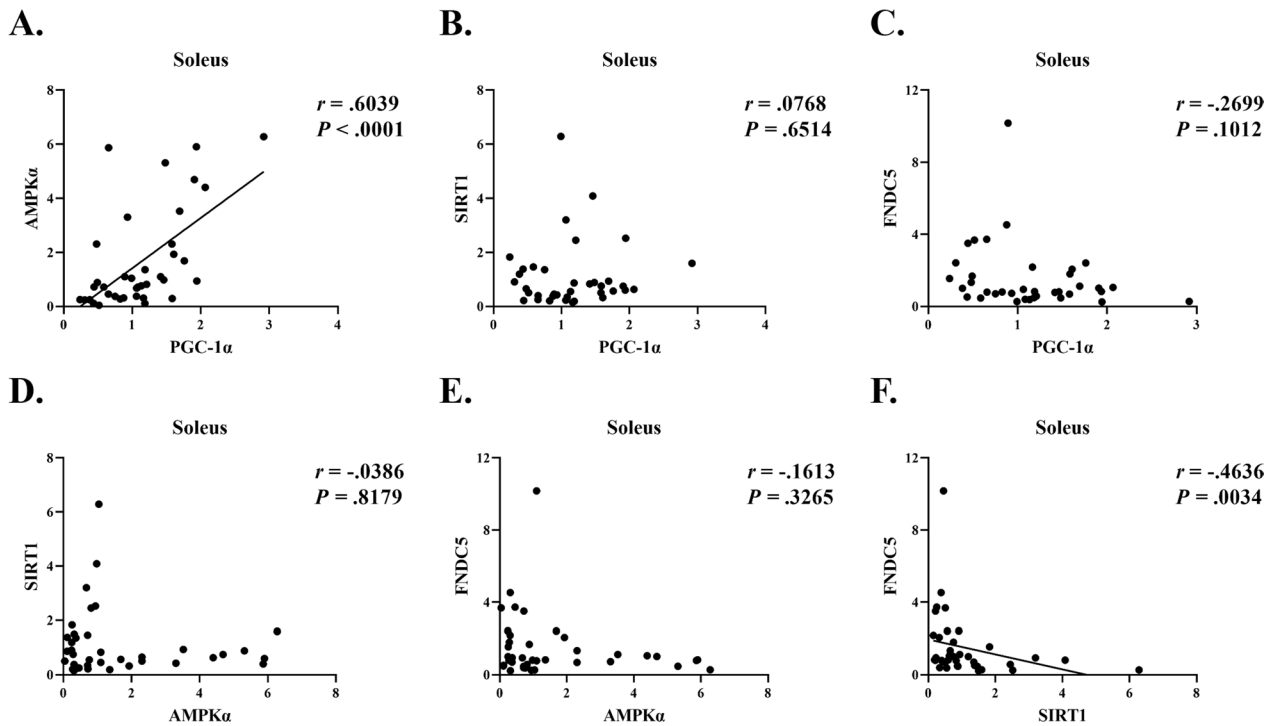 A.
Soleus
r = .6039
P < .0001
AMPKα
8
6
4
2
0
0 1 2 3 4
PGC-1α
B.
Soleus
r = .0768
P = .6514
SIRT1
8
6
4
2
0
0 1 2 3 4
PGC-1α
C.
Soleus
r = -.2699
P = .1012
FNDC5
12
8
4
0
0 1 2 3
PGC-1α
D.
Soleus
r = -.0386
P = .8179
SIRT1
8
6
4
2
0
0 2 4 6 8
AMPKα
E.
Soleus
r = -.1613
P = .3265
FNDC5
12
8
4
0
0 2 4 6 8
AMPKα
F.
Soleus
r = -.4636
P = .0034
FNDC5
12
8
4
0
0 2 4 6 8
SIRT1